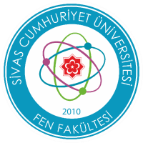 SİVAS CUMHURİYET ÜNİVERSİTESİ
2010
FEN FAKÜLTESİ